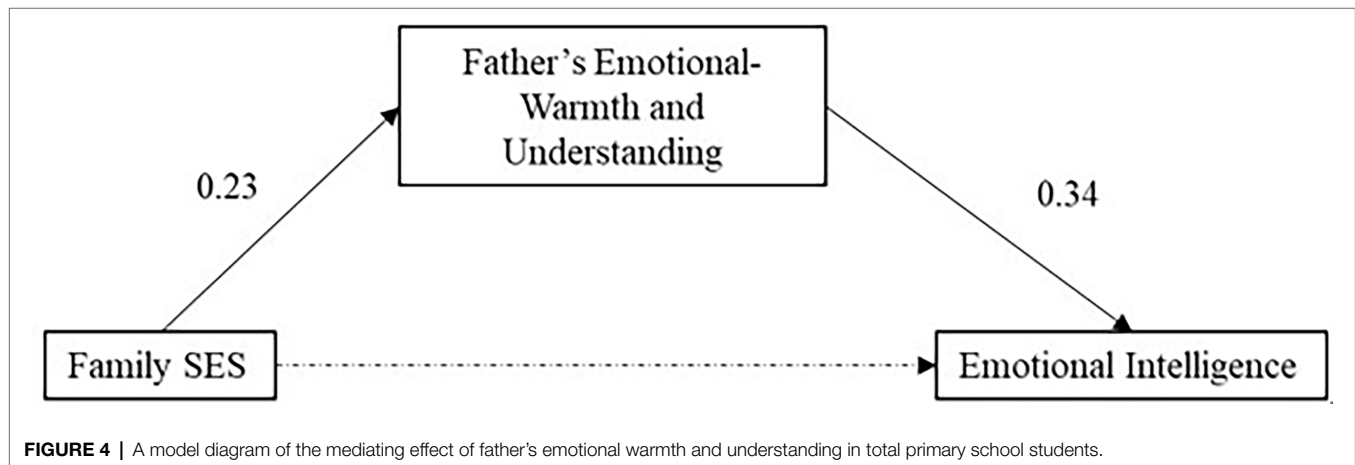 Father’s Emotional-
Warmth and
Understanding
0.23
0.34
Family SES
Emotional Intelligence
FIGURE 4 | A model diagram of the mediating effect of father’s emotional warmth and understanding in total primary school students.